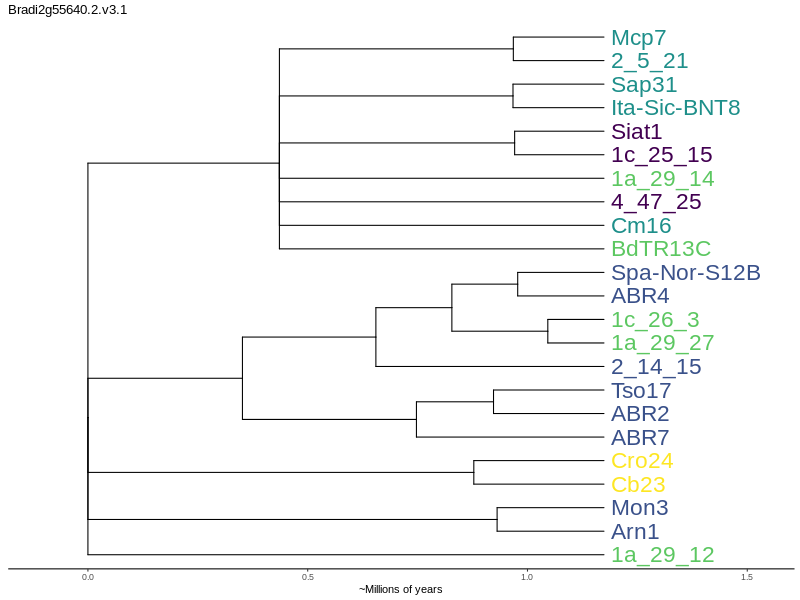 Bradi2g55640.2.v3.1
Mcp7
2_5_21
Sap31
Ita-Sic-BNT8
Siat1
1c_25_15
1a_29_14
4_47_25
Cm16
BdTR13C
Spa-Nor-S12B
ABR4
1c_26_3
1a_29_27
2_14_15
Tso17
ABR2
ABR7
Cro24
Cb23
Mon3
Arn1
1a_29_12
0.0 0.5 1.0 1.5
~Millions of years